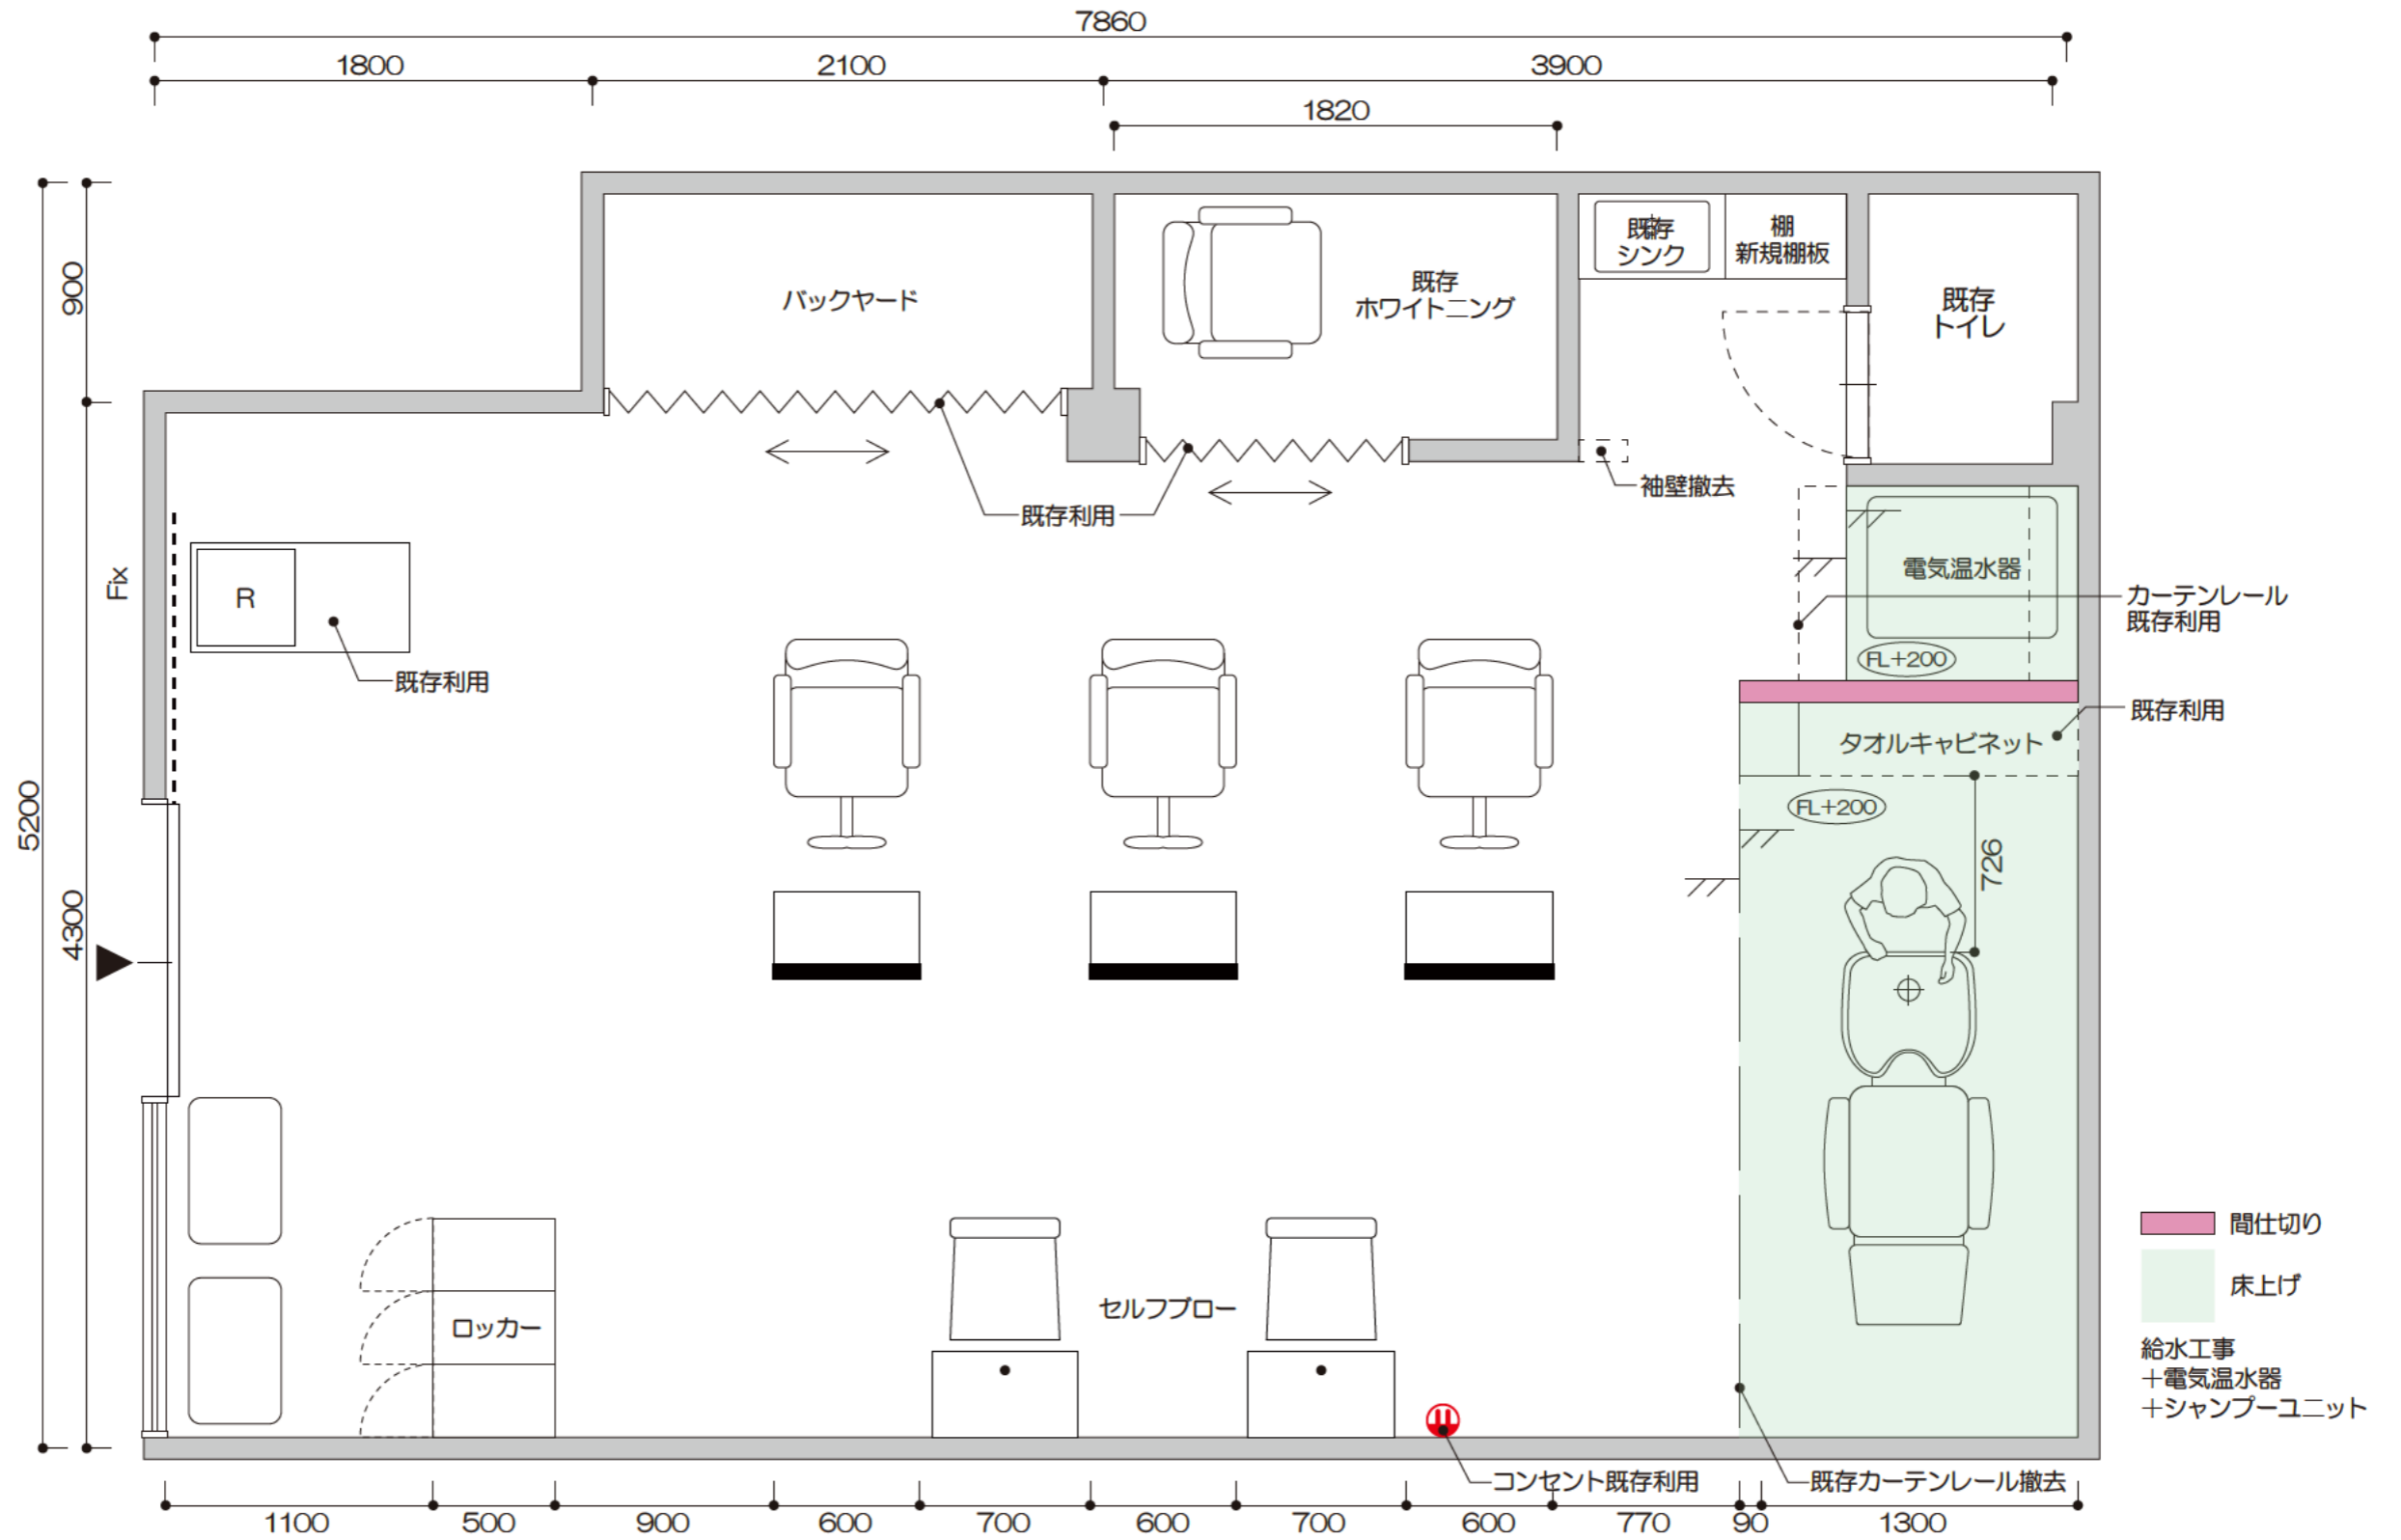 7860
1800
2100
3900
1820
900
5200
4300
バックヤード
既存
ホワイトニング
既存
シンク
棚
新規棚板
既存
トイレ
袖壁撤去
既存利用
Fix
R
既存利用
電気温水器
FL+200
カーテンレール
既存利用
既存利用
タオルキャビネット
FL+200
726
セルフブロー
ロッカー
間仕切り
床上げ
給水工事
+電気温水器
+シャンプーユニット
コンセント既存利用
既存カーテンレール撤去
1100
500
900
600
700
600
700
600
770
90
1300